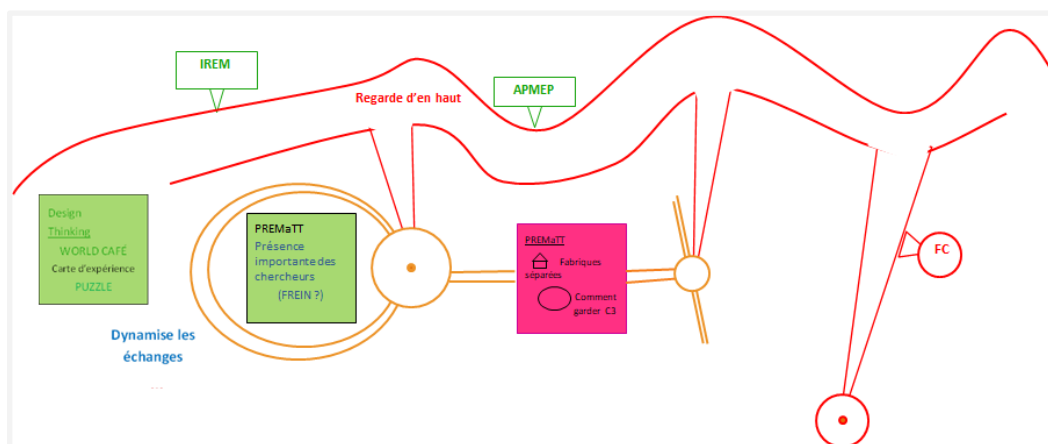 IREM
Regarde d'en haut
APMEP
Design
Thinking
WORLD CAFÉ
Carte d'expérience
PUZZLE
Dynamise les
échanges
...
PREMaTT
Présence
importante des
chercheurs
(FREIN ?)
PREMaTT
Fabriques
séparées
Comment
garder C3
FC